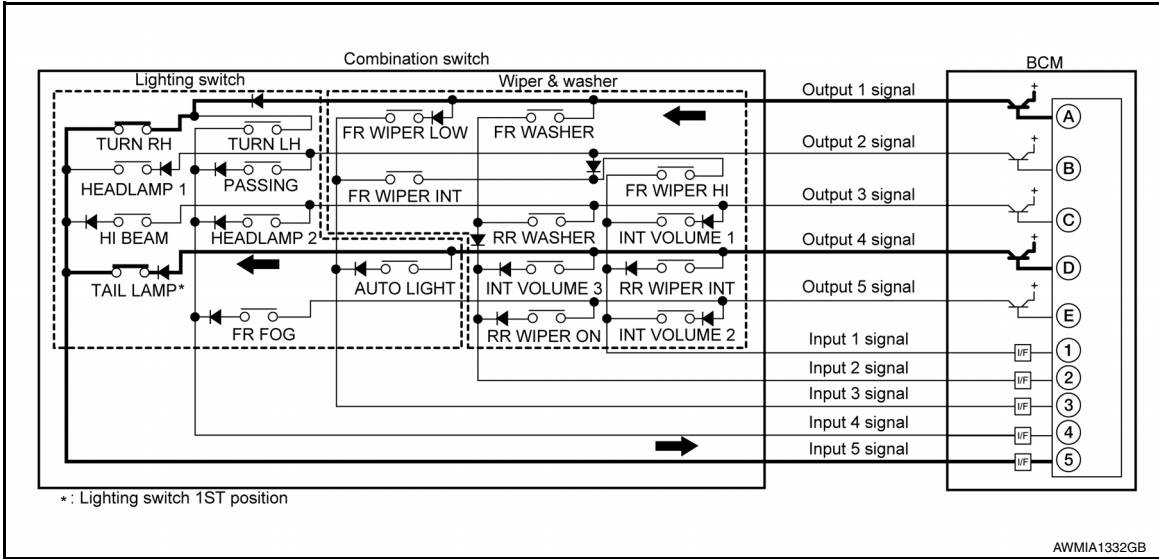 Combination switch
BCM
Lighting switch
Wiper & washer
Output 1 signal
+
A
TURN RH
TURN LH
FR WIPER LOW
FR WASHER
Output 2 signal
+
B
HEADLAMP 1
PASSING
FR WIPER INT
FR WIPER HI
Output 3 signal
+
C
HI BEAM
HEADLAMP 2
RR WASHER
INT VOLUME 1
Output 4 signal
+
D
TAIL LAMP*
AUTO LIGHT
INT VOLUME 3
RR WIPER INT
Output 5 signal
+
E
FR FOG
RR WIPER ON
INT VOLUME 2
Input 1 signal
I/F
1
Input 2 signal
I/F
2
Input 3 signal
I/F
3
Input 4 signal
I/F
4
Input 5 signal
I/F
5
* : Lighting switch 1ST position
AWMIA1332GB